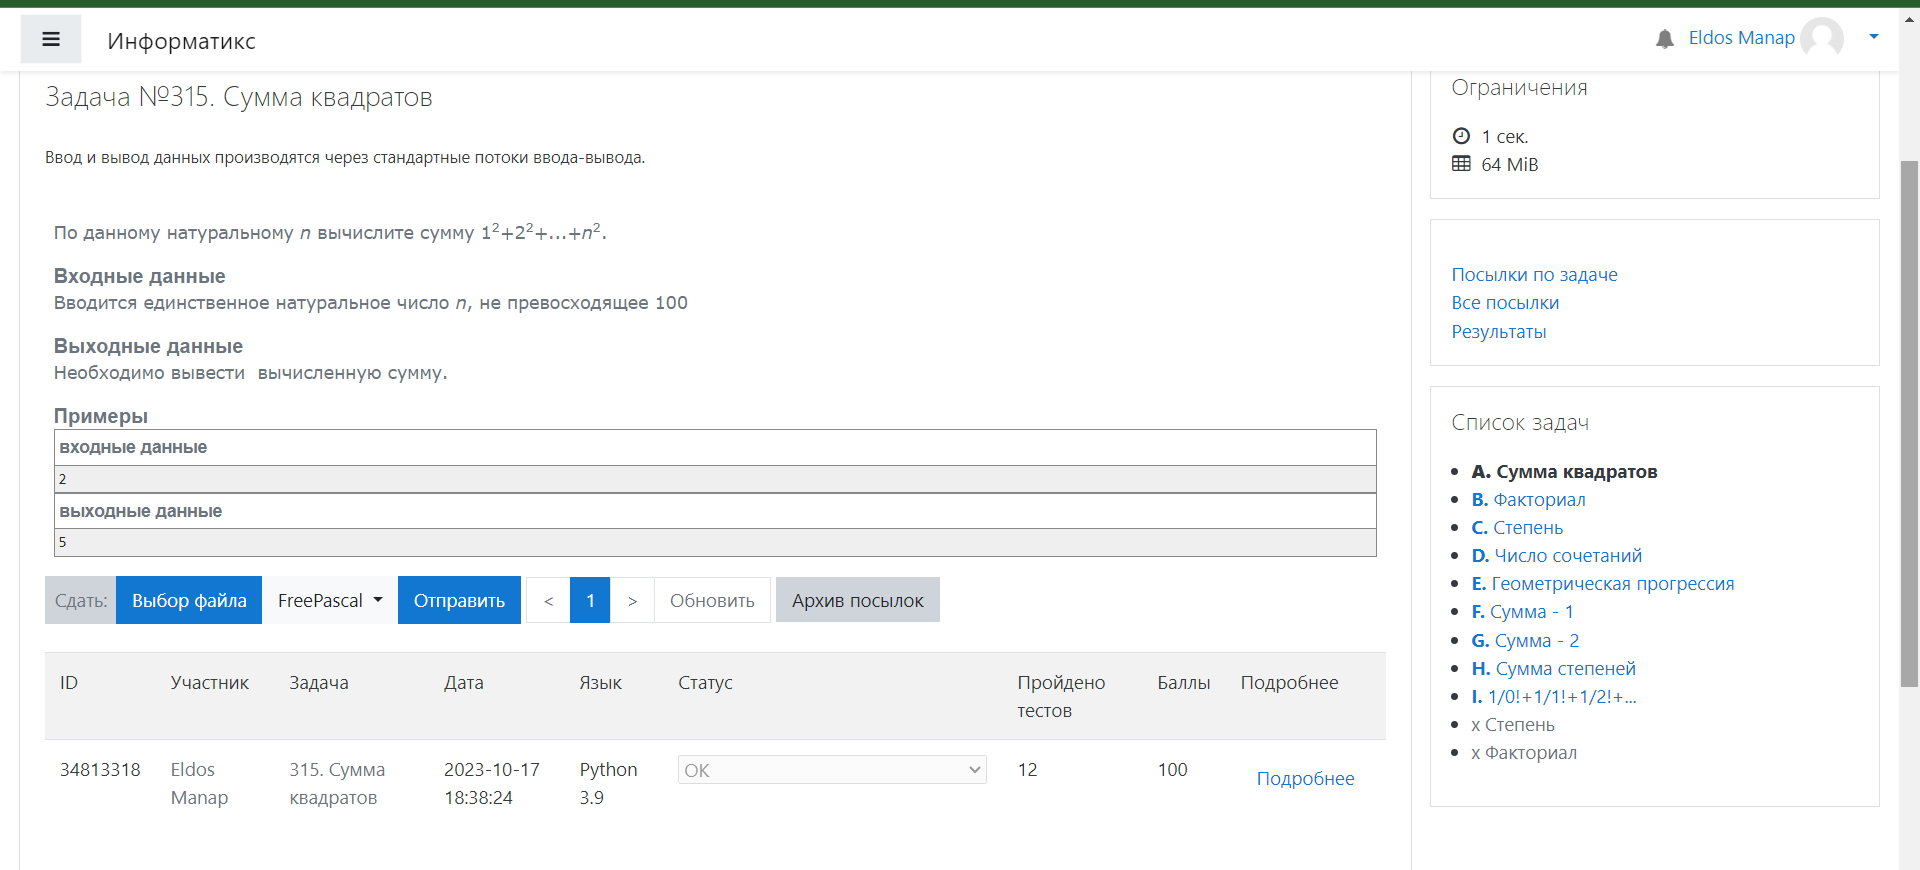 Информатикс
Eldos Manap
Задача №315. Сумма квадратов
Ввод и вывод данных производятся через стандартные потоки ввода-вывода.
По данному натуральному n вычислите сумму 1²+2²+...+n².
Входные данные
Вводится единственное натуральное число n, не превосходящее 100
Выходные данные
Необходимо вывести  вычисленную сумму.
Примеры
входные данные
2
выходные данные
5
Сдать: Выбор файла FreePascal Отправить < 1 > Обновить Архив посылок
ID Участник Задача Дата Язык Статус Пройдено тестов Баллы Подробнее
34813318 Eldos Manap 315. Сумма квадратов 2023-10-17 18:38:24 Python 3.9 OK 12 100 Подробнее
Ограничения
1 сек.
64 MiB
Посылки по задаче
Все посылки
Результаты
Список задач
A. Сумма квадратов
B. Факториал
C. Степень
D. Число сочетаний
E. Геометрическая прогрессия
F. Сумма - 1
G. Сумма - 2
H. Сумма степеней
I. 1/0!+1/1!+1/2!+...
x Степень
x Факториал